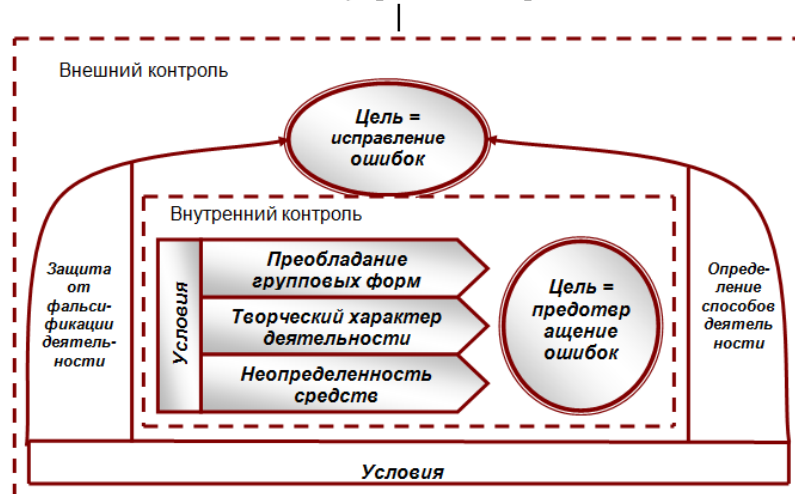 Внешний контроль
Цель =
исправление
ошибок
Внутренний контроль
Защита
от
фальси-
фикации
деятель-
ности
Условия
Преобладание
групповых форм
Творческий характер
деятельности
Неопределенность
средств
Цель =
предотвр
ащение
ошибок
Опреде-
ление
способов
деятель
ности
Условия